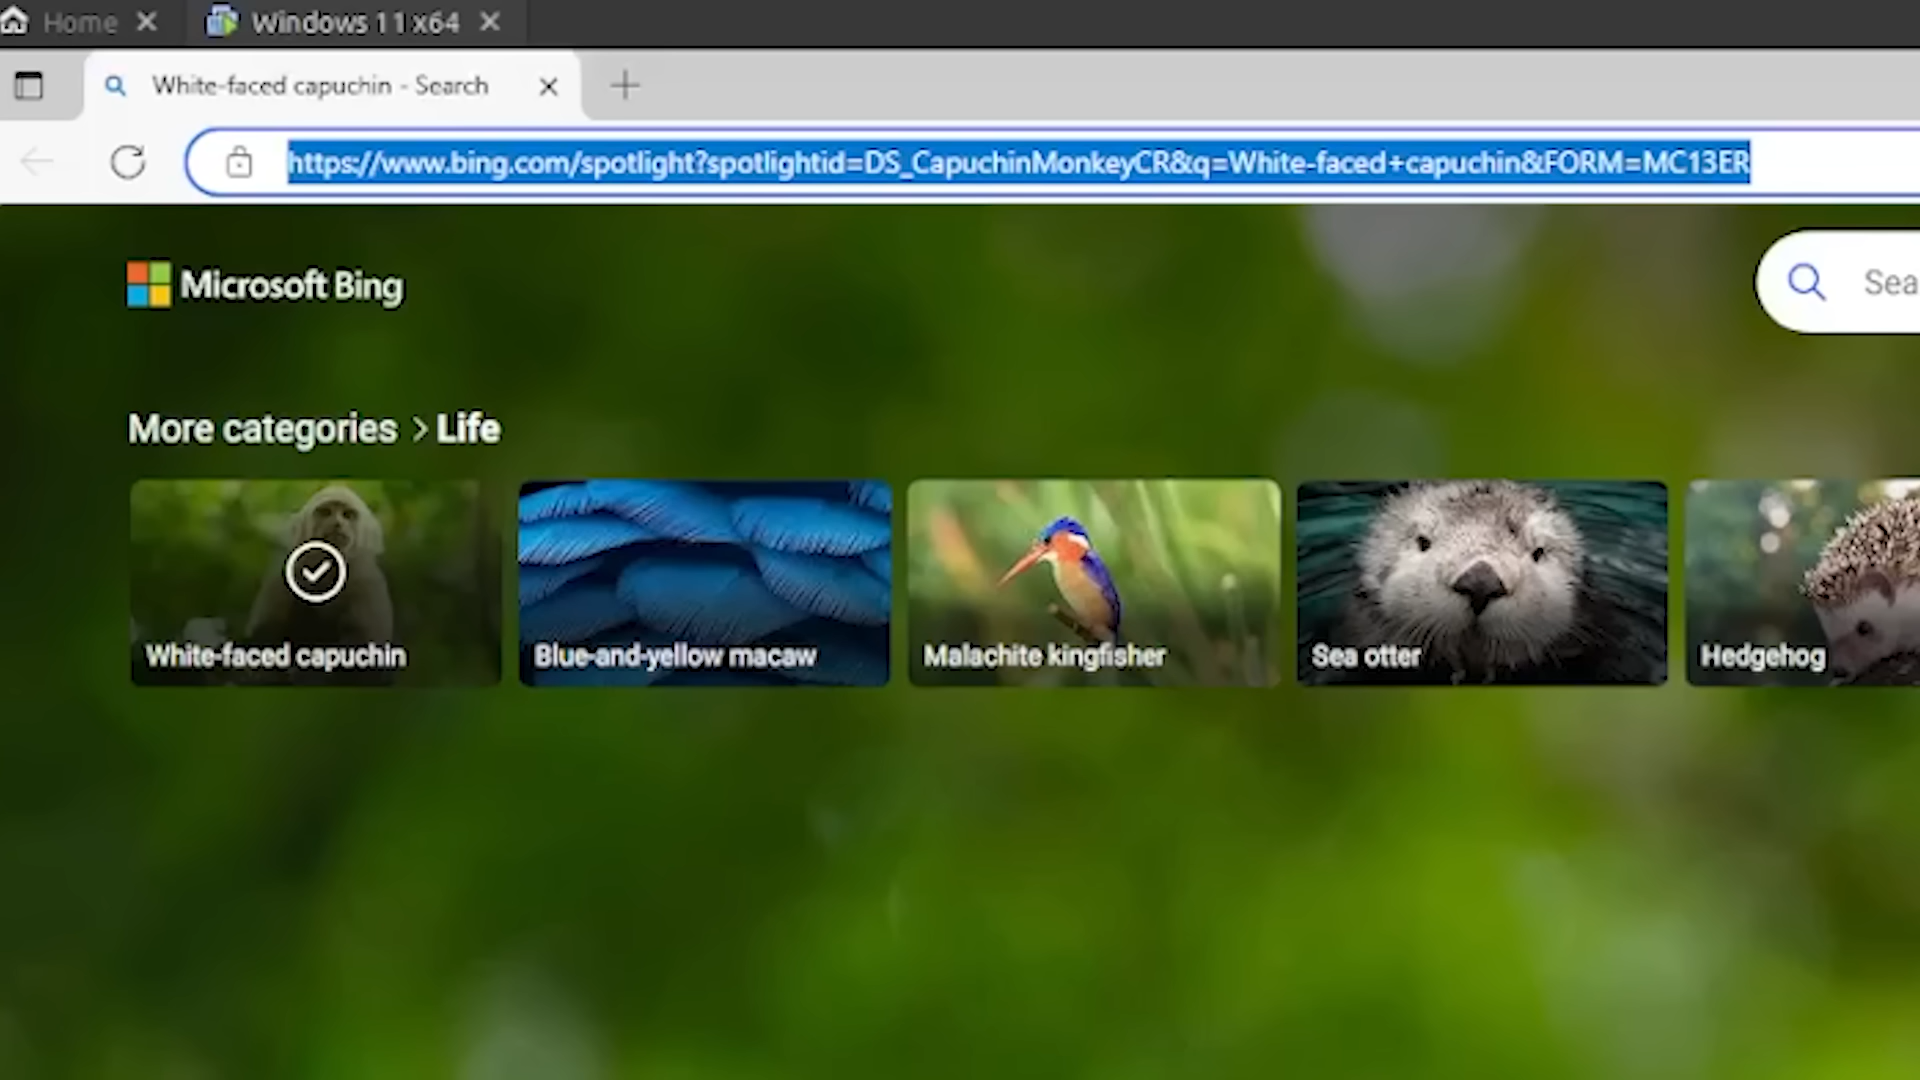 Home
Windows 11 x64
White-faced capuchin - Search
https://www.bing.com/spotlight?spotlightid=DS_CapuchinMonkeyCR&q=White-faced+capuchin&FORM=MC13ER
Microsoft Bing
Sea
More categories > Life
White-faced capuchin
Blue-and-yellow macaw
Malachite kingfisher
Sea otter
Hedgehog